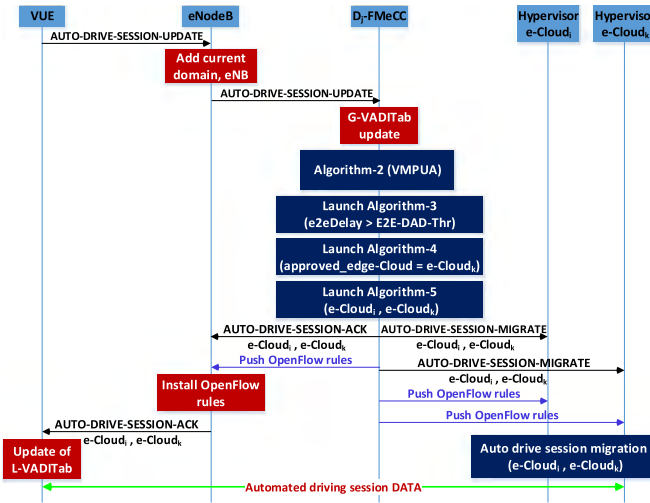 VUE
eNodeB
Dⱼ-FMeCC
Hypervisor
e-Cloudᵢ
Hypervisor
e-Cloudₖ
AUTO-DRIVE-SESSION-UPDATE
Add current
domain, eNB
AUTO-DRIVE-SESSION-UPDATE
G-VADITab
update
Algorithm-2 (VMPUA)
Launch Algorithm-3
(e2eDelay > E2E-DAD-Thr)
Launch Algorithm-4
(approved_edge-Cloud = e-Cloudₖ)
Launch Algorithm-5
(e-Cloudᵢ , e-Cloudₖ)
AUTO-DRIVE-SESSION-ACK
e-Cloudᵢ , e-Cloudₖ
AUTO-DRIVE-SESSION-MIGRATE
e-Cloudᵢ , e-Cloudₖ
Push OpenFlow rules
AUTO-DRIVE-SESSION-MIGRATE
e-Cloudᵢ , e-Cloudₖ
Install OpenFlow
rules
Push OpenFlow rules
Push OpenFlow rules
AUTO-DRIVE-SESSION-ACK
e-Cloudᵢ , e-Cloudₖ
Update of
L-VADITab
Auto drive session migration
(e-Cloudᵢ , e-Cloudₖ)
Automated driving session DATA